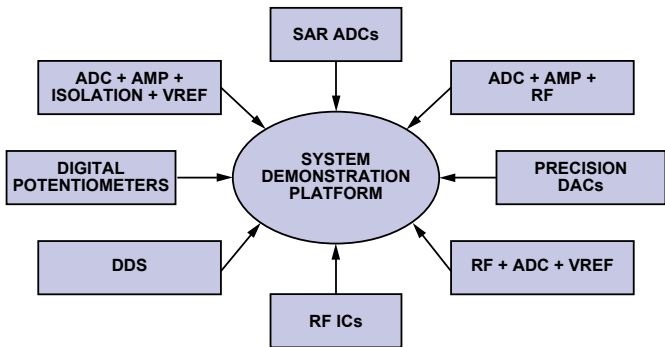 SAR ADCs
ADC + AMP +
ISOLATION + VREF
ADC + AMP +
RF
DIGITAL
POTENTIOMETERS
SYSTEM
DEMONSTRATION
PLATFORM
PRECISION
DACs
DDS
RF + ADC + VREF
RF ICs